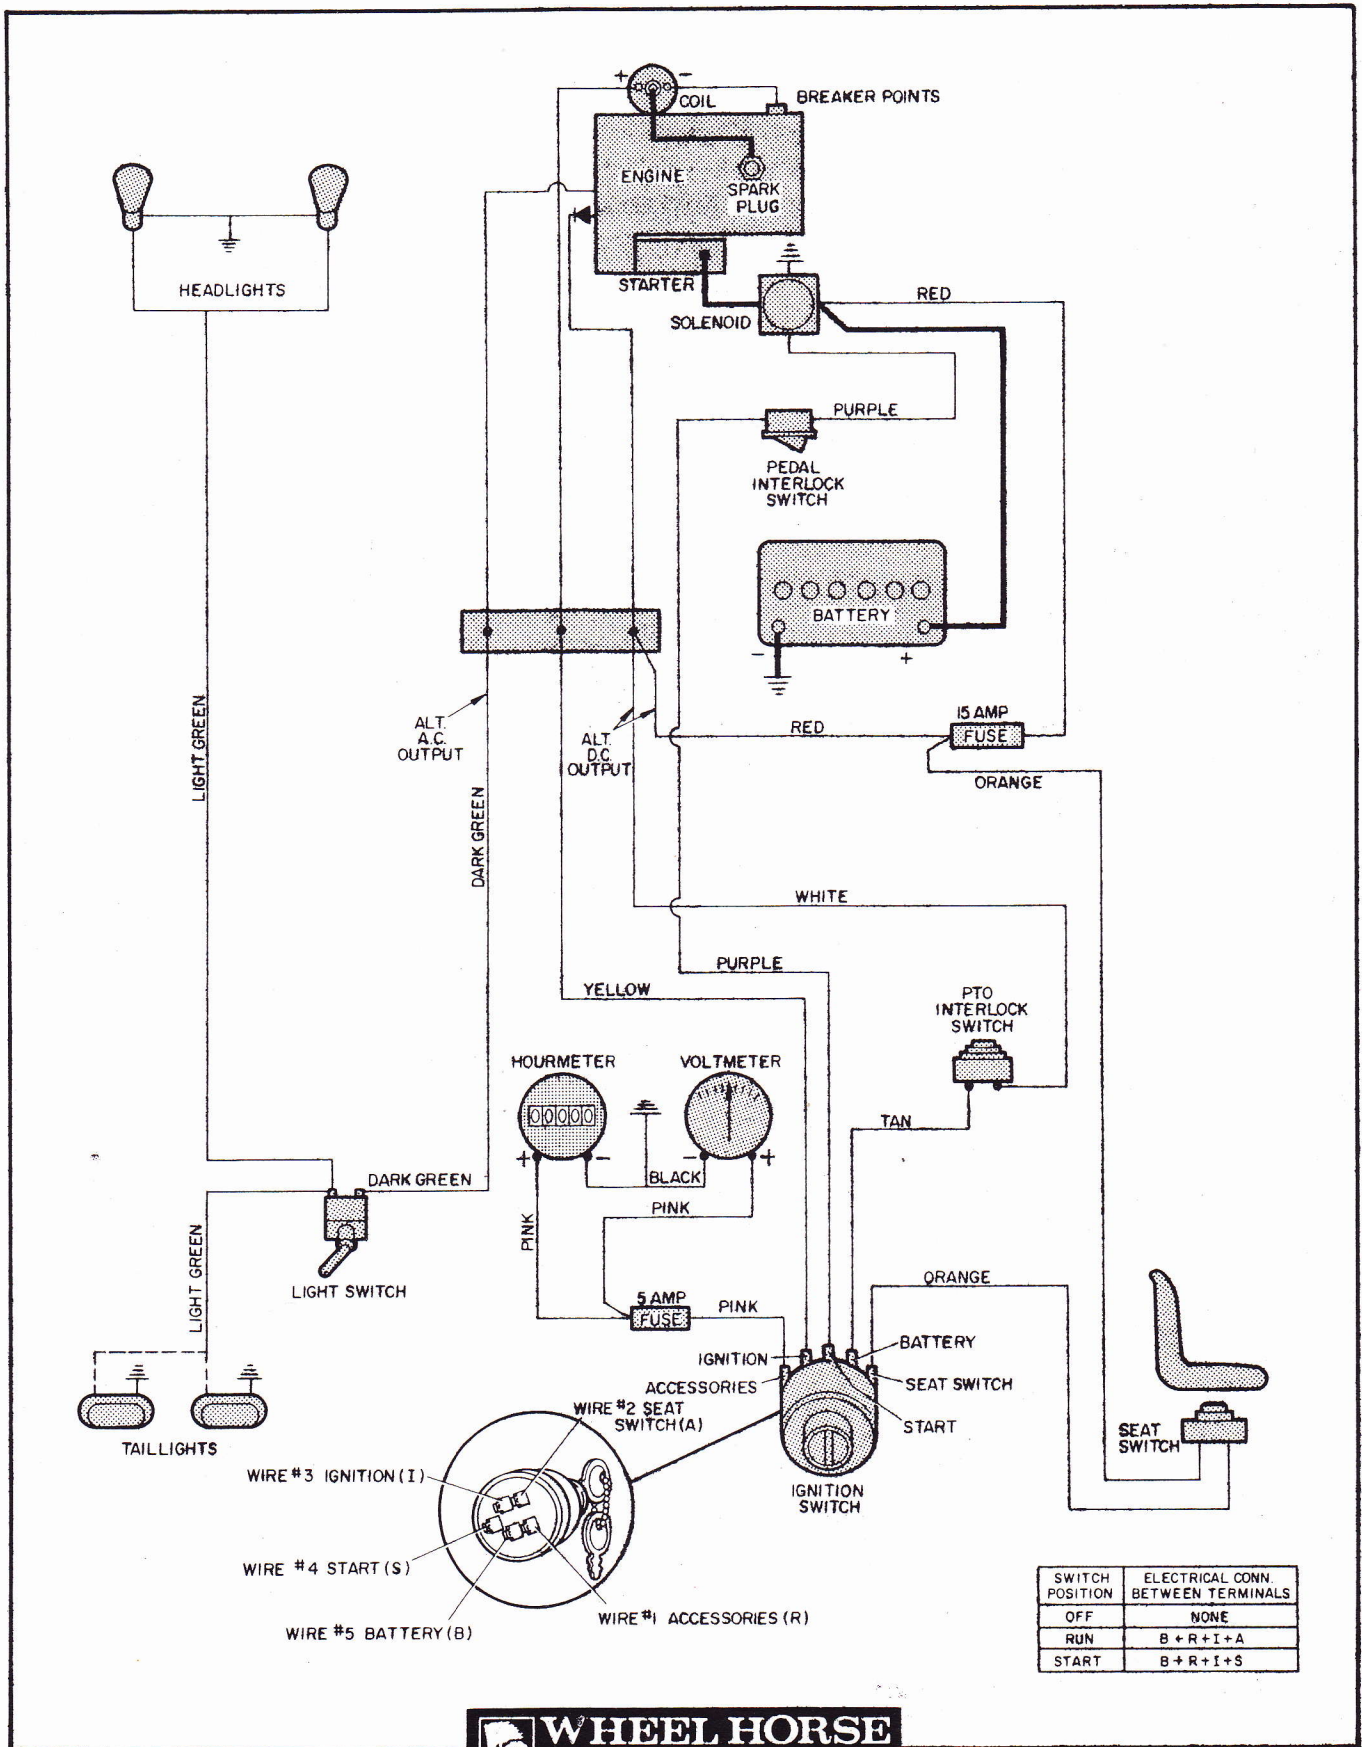 +
-
COIL
BREAKER POINTS
ENGINE
SPARK
PLUG
STARTER
HEADLIGHTS
RED
SOLENOID
PURPLE
PEDAL
INTERLOCK
SWITCH
BATTERY
-
+
LIGHT GREEN
ALT.
A.C.
OUTPUT
ALT.
D.C.
OUTPUT
RED
15 AMP
FUSE
ORANGE
DARK GREEN
WHITE
PURPLE
YELLOW
PTO
INTERLOCK
SWITCH
HOURMETER
VOLTMETER
00000
TAN
+
-
BLACK
-
+
DARK GREEN
PINK
PINK
LIGHT GREEN
LIGHT SWITCH
ORANGE
5 AMP
FUSE
PINK
IGNITION
BATTERY
ACCESSORIES
SEAT SWITCH
START
WIRE #2 SEAT
SWITCH (A)
SEAT
SWITCH
TAILLIGHTS
WIRE #3 IGNITION (I)
IGNITION
SWITCH
WIRE #4 START (S)
WIRE #1 ACCESSORIES (R)
WIRE #5 BATTERY (B)
SWITCH POSITION ELECTRICAL CONN. BETWEEN TERMINALS
OFF NONE
RUN B + R + I + A
START B + R + I + S
WHEEL HORSE